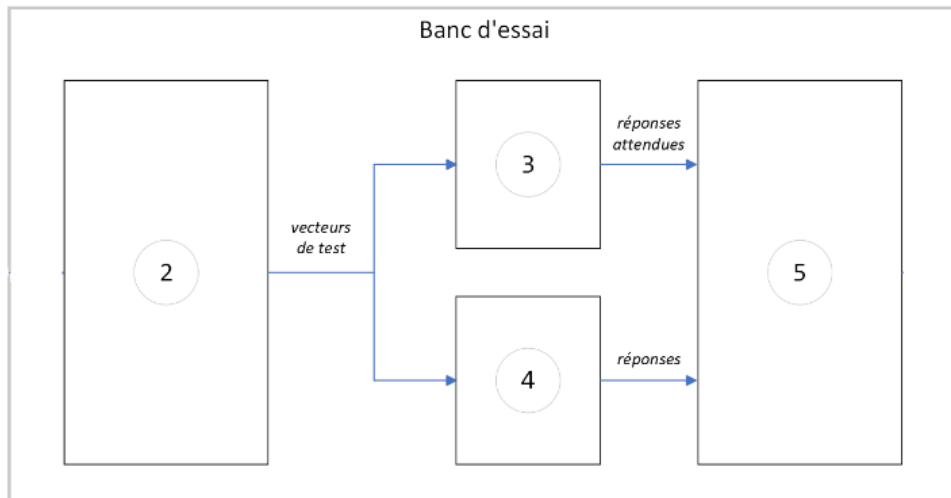 Banc d'essai
2
vecteurs
de test
3
réponses
attendues
4
réponses
5